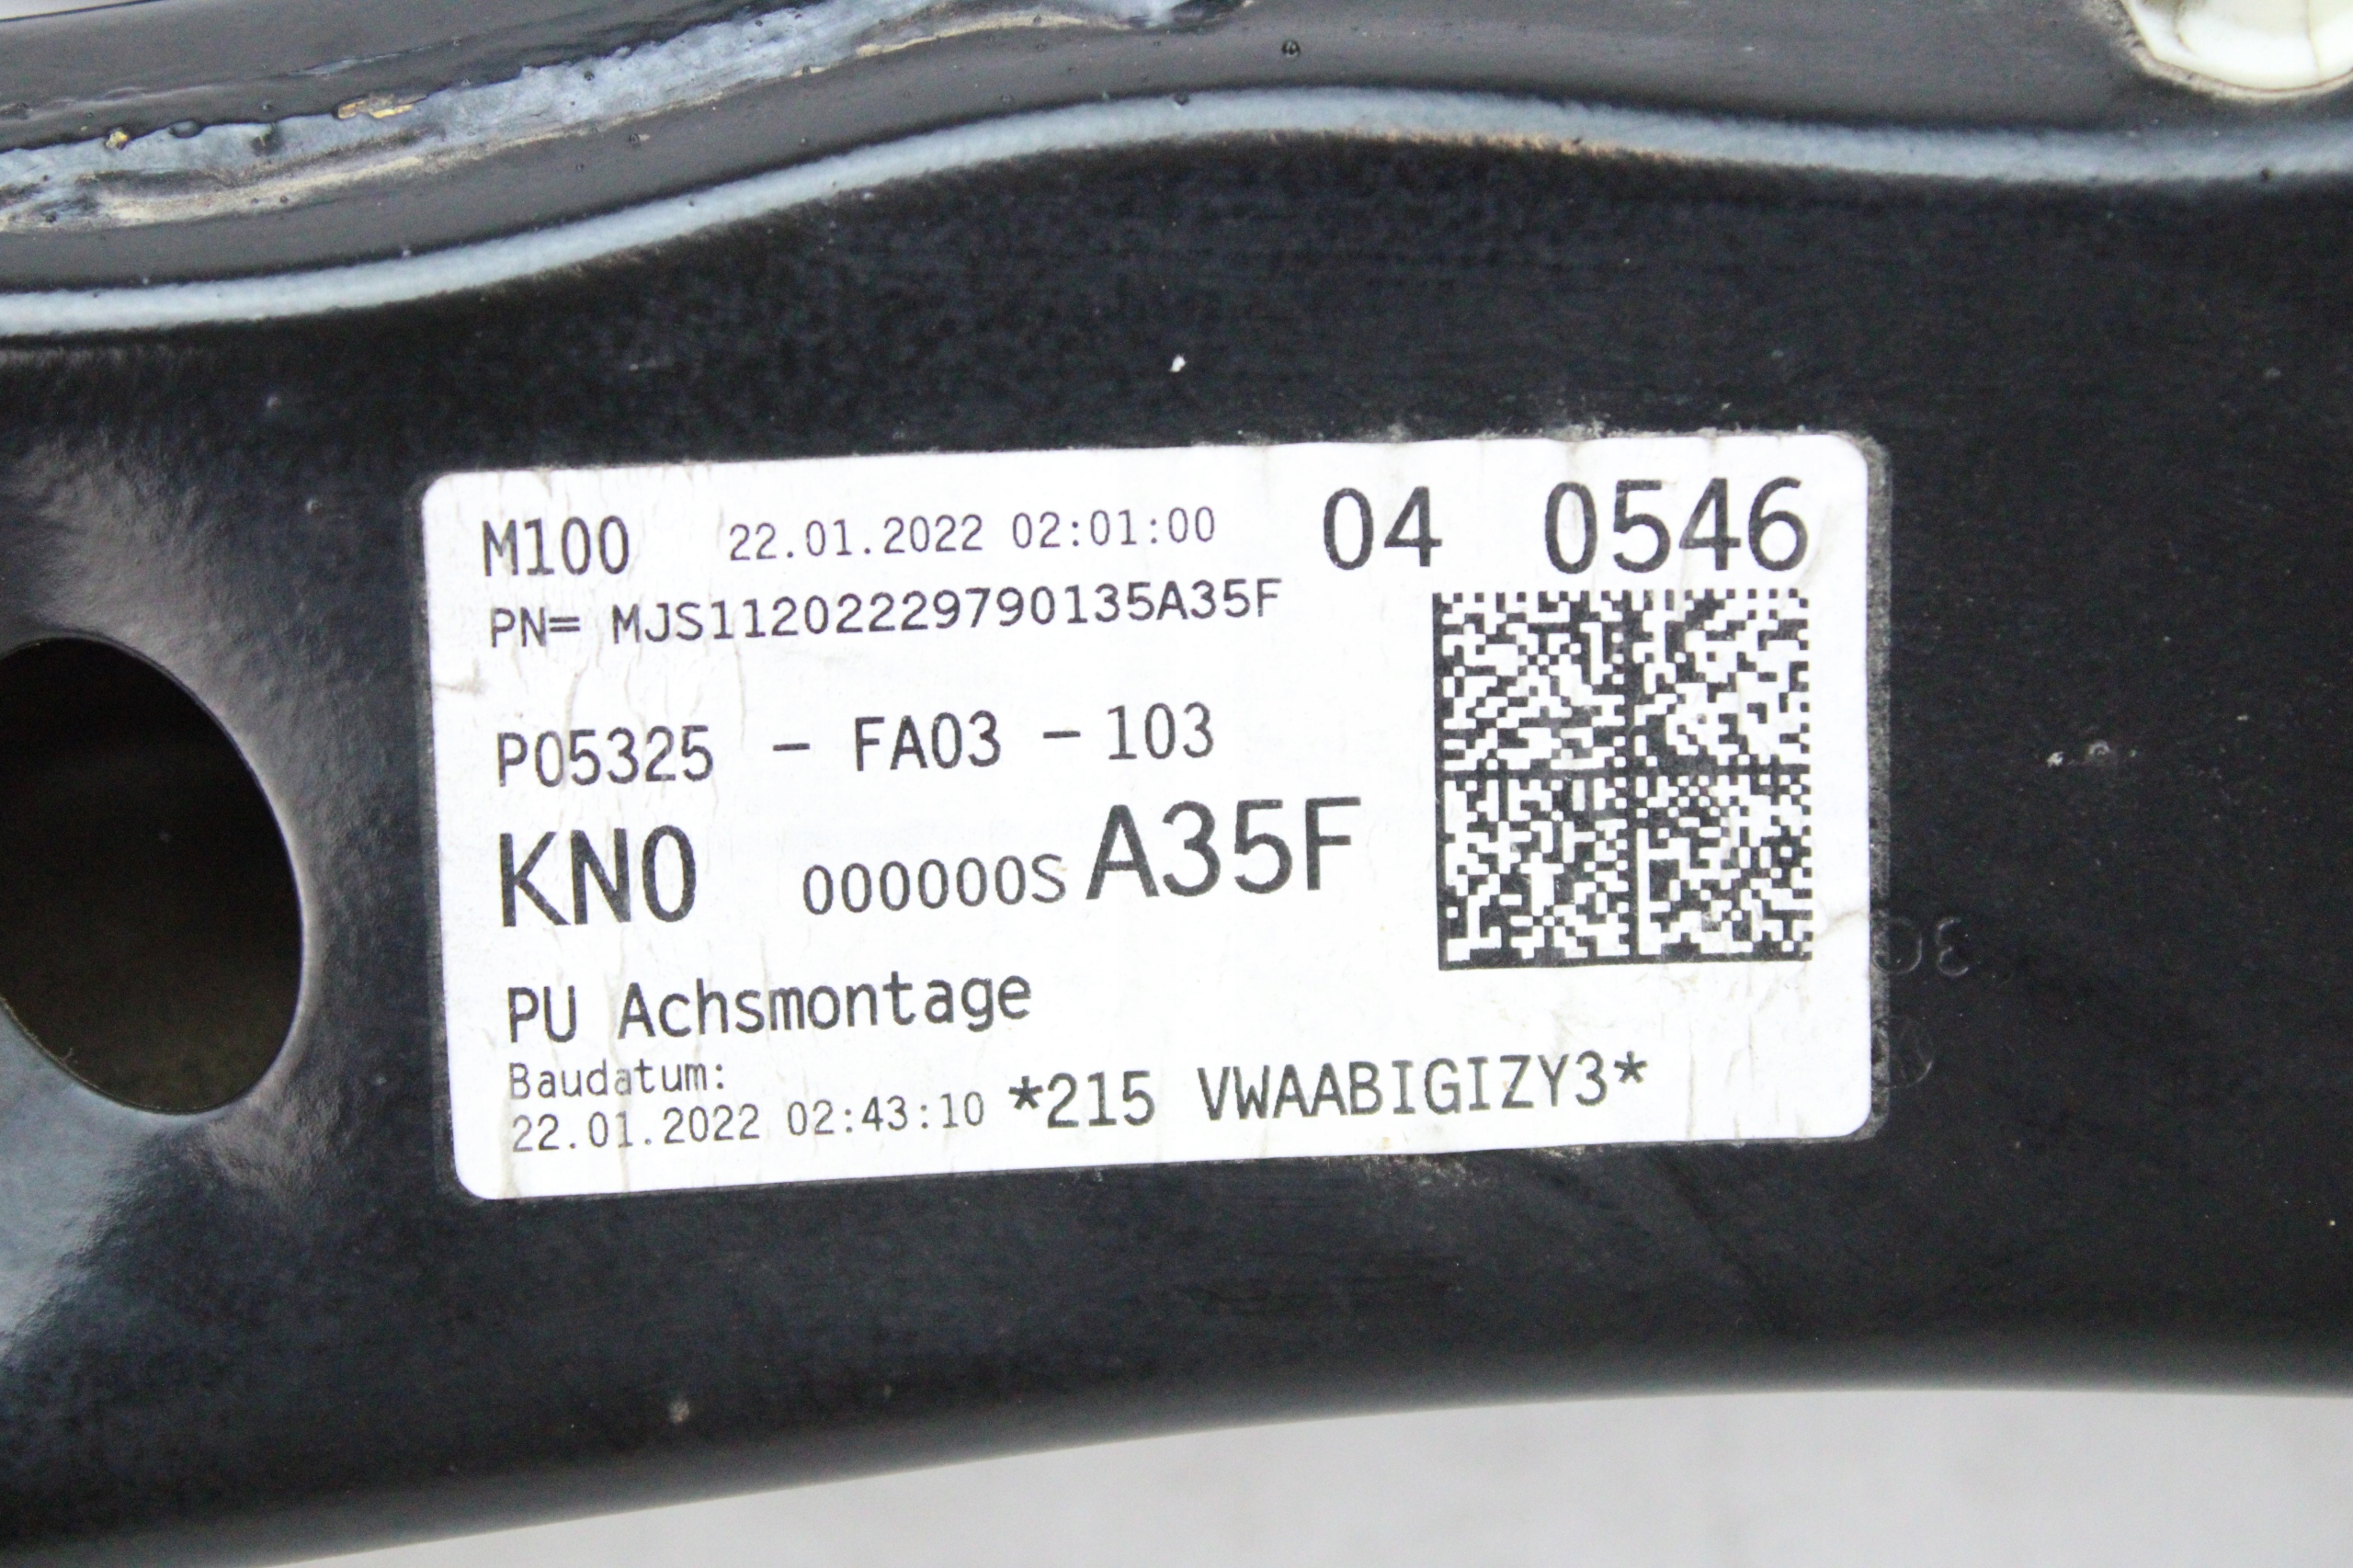 M100 22.01.2022 02:01:00 04 0546
PN= MJS11202229790135A35F
P05325 - FA03 - 103
KN0 000000S A35F
PU Achsmontage
Baudatum:
22.01.2022 02:43:10 *215 VWAABIGIZY3*